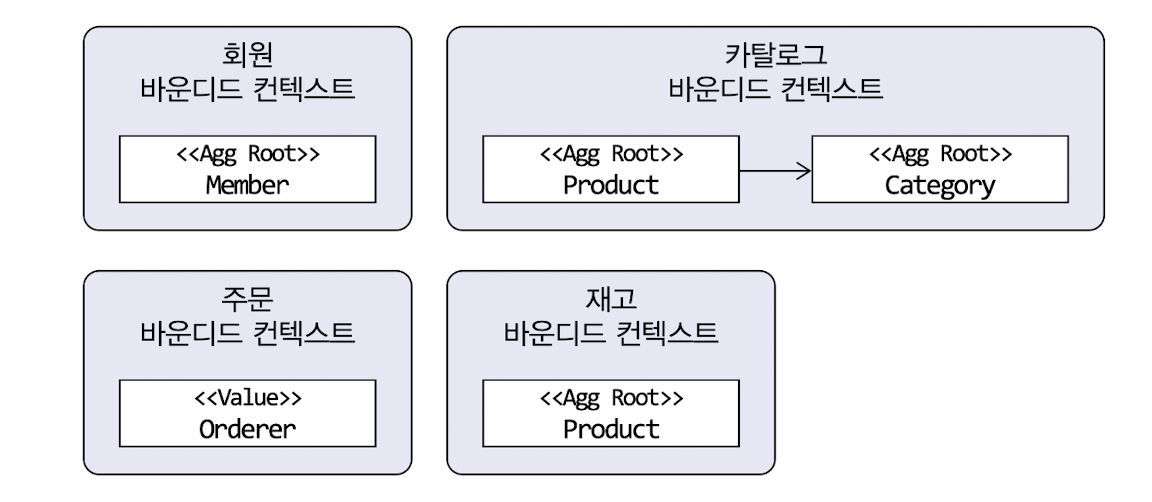 회원
바운디드 컨텍스트
<<Agg Root>>
Member
카탈로그
바운디드 컨텍스트
<<Agg Root>>
Product
<<Agg Root>>
Category
주문
바운디드 컨텍스트
<<Value>>
Orderer
재고
바운디드 컨텍스트
<<Agg Root>>
Product